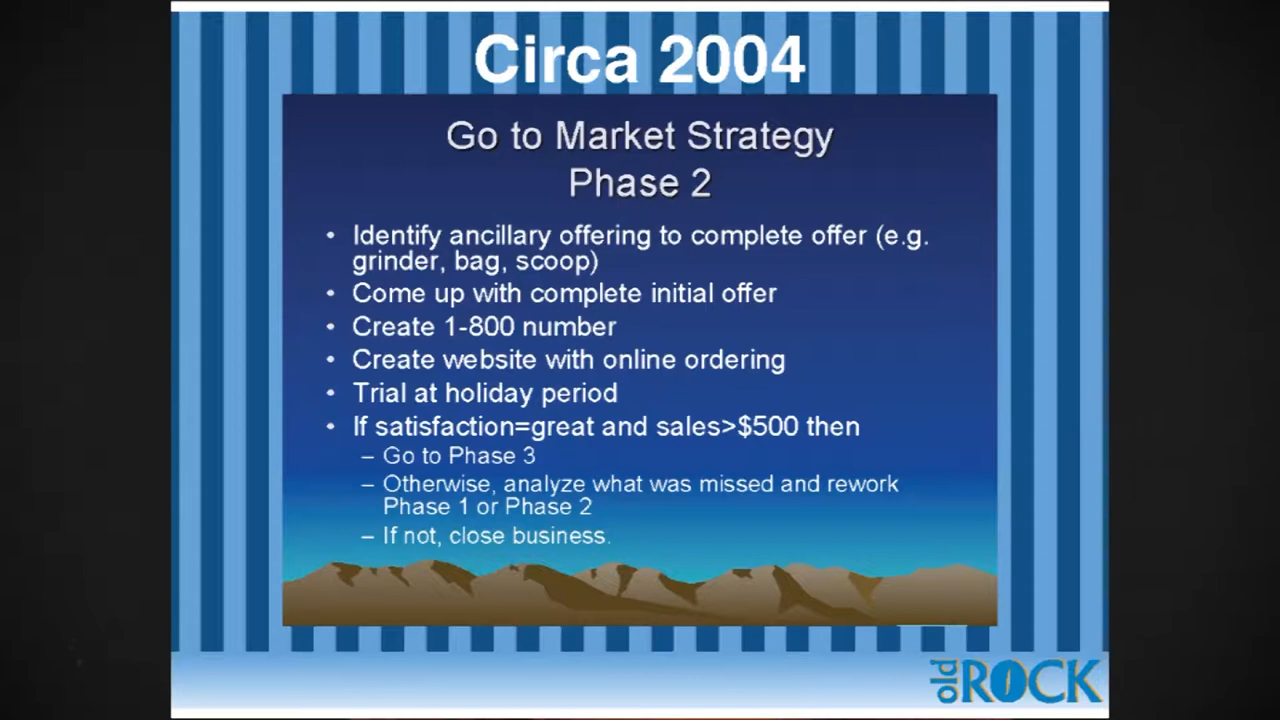 Circa 2004
Go to Market Strategy
Phase 2
• Identify ancillary offering to complete offer (e.g.
grinder, bag, scoop)
• Come up with complete initial offer
• Create 1-800 number
• Create website with online ordering
• Trial at holiday period
• If satisfaction=great and sales>$500 then
– Go to Phase 3
– Otherwise, analyze what was missed and rework
Phase 1 or Phase 2
– If not, close business.
old ROCK